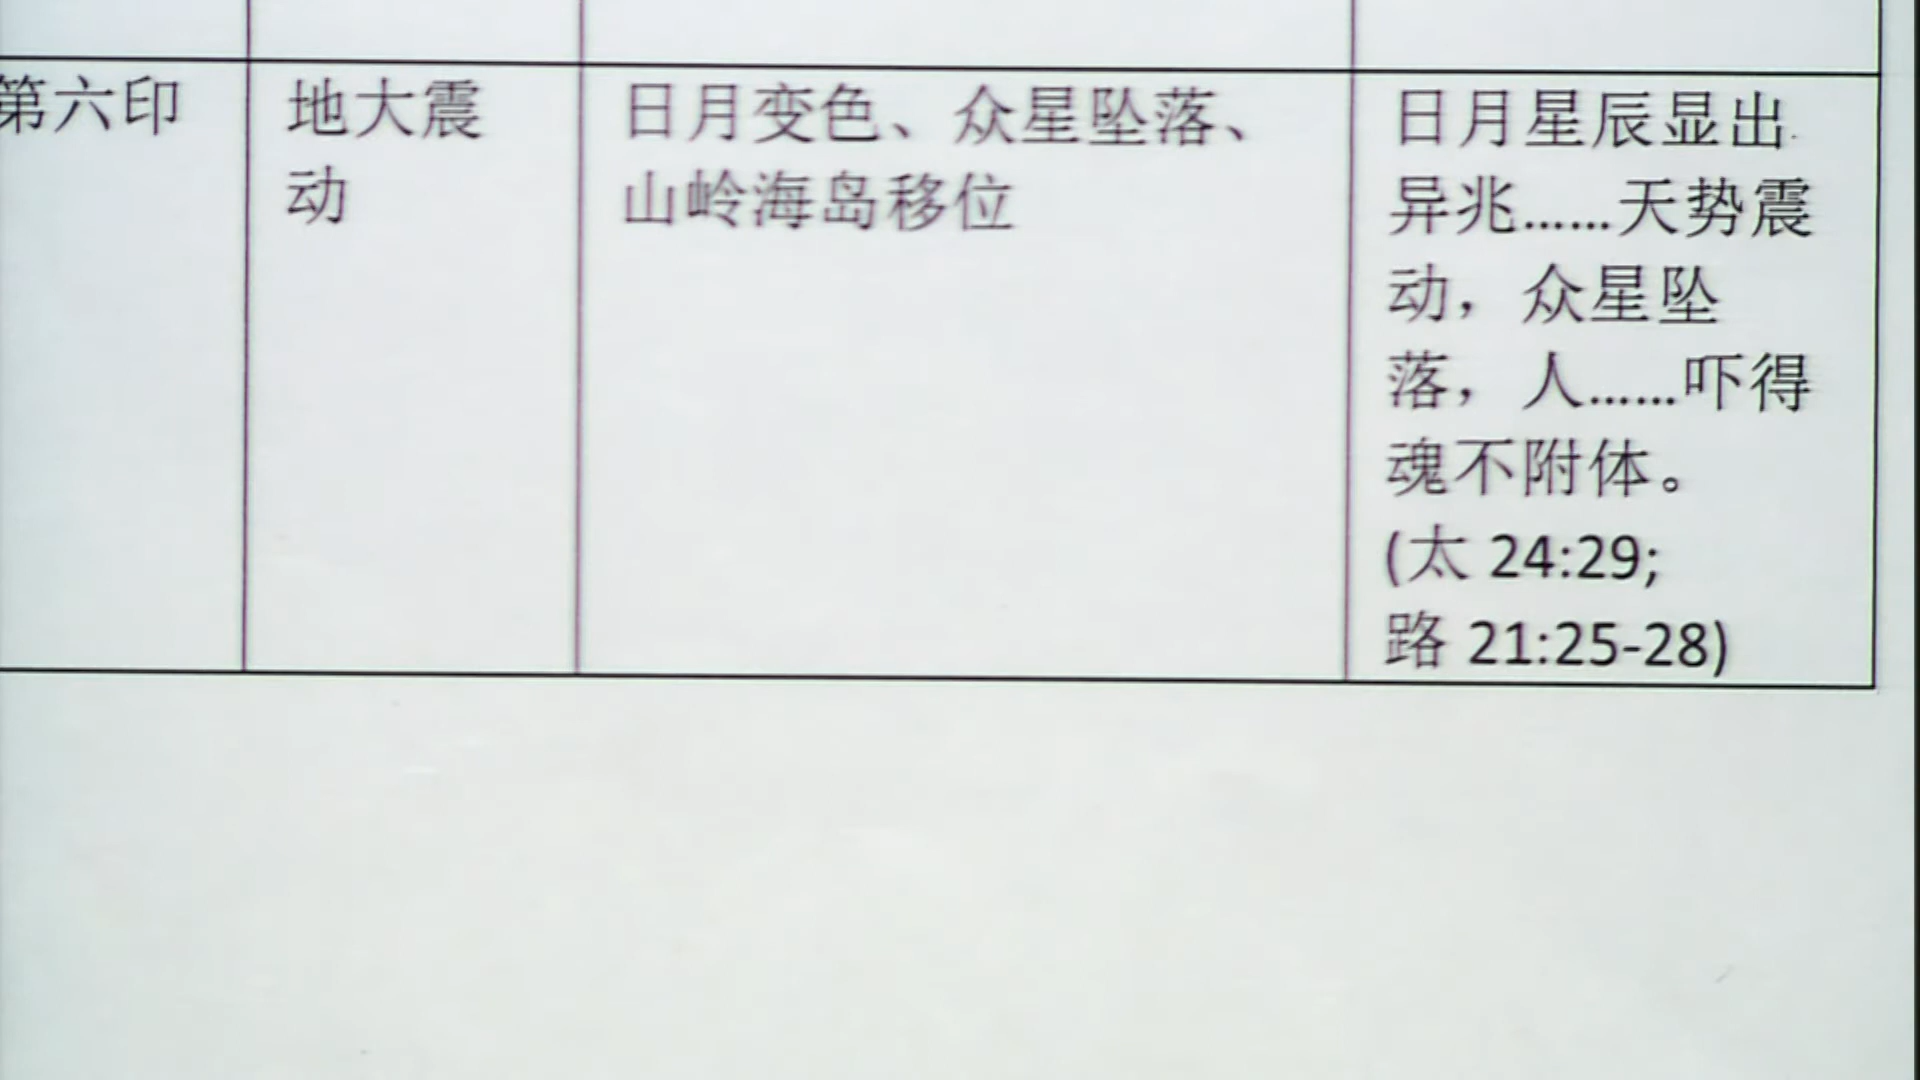 第六印
地大震
动
日月变色、众星坠落、
山岭海岛移位
日月星辰显出
异兆……天势震
动，众星坠
落，人……吓得
魂不附体。
(太 24:29;
路 21:25-28)